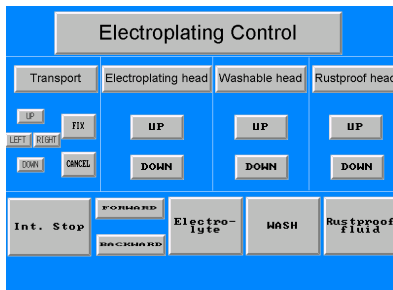 Electroplating Control
Transport Electroplating head Washable head Rustproof head
UP FIX UP UP UP
LEFT RIGHT
DOWN CANCEL DOWN DOWN DOWN
Int. Stop
FORWARD
BACKWARD
Electro-
lyte
WASH
Rustproof
fluid